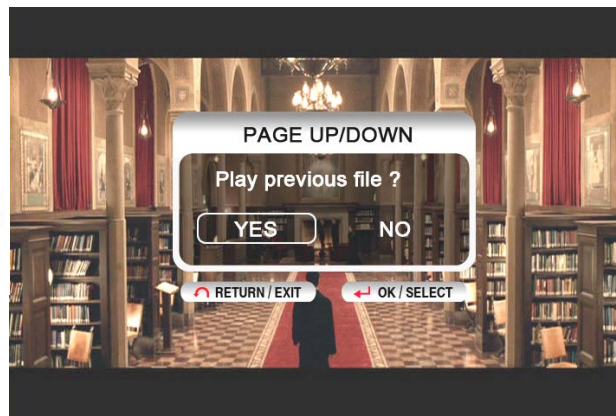 PAGE UP/DOWN
Play previous file ?
YES NO
RETURN / EXIT OK / SELECT